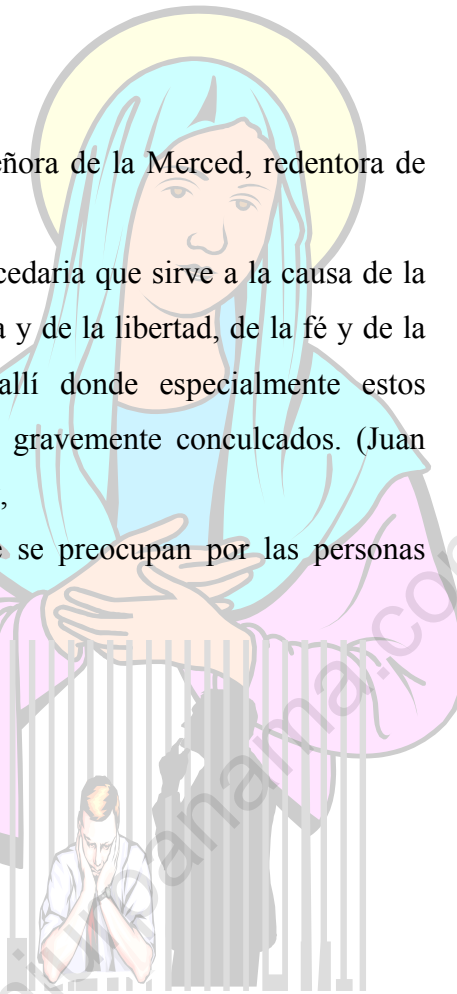 eñora de la Merced, redentora de
cedaria que sirve a la causa de la
a y de la libertad, de la fé y de la
allí donde especialmente estos
gravemente conculcados. (Juan
,
e se preocupan por las personas